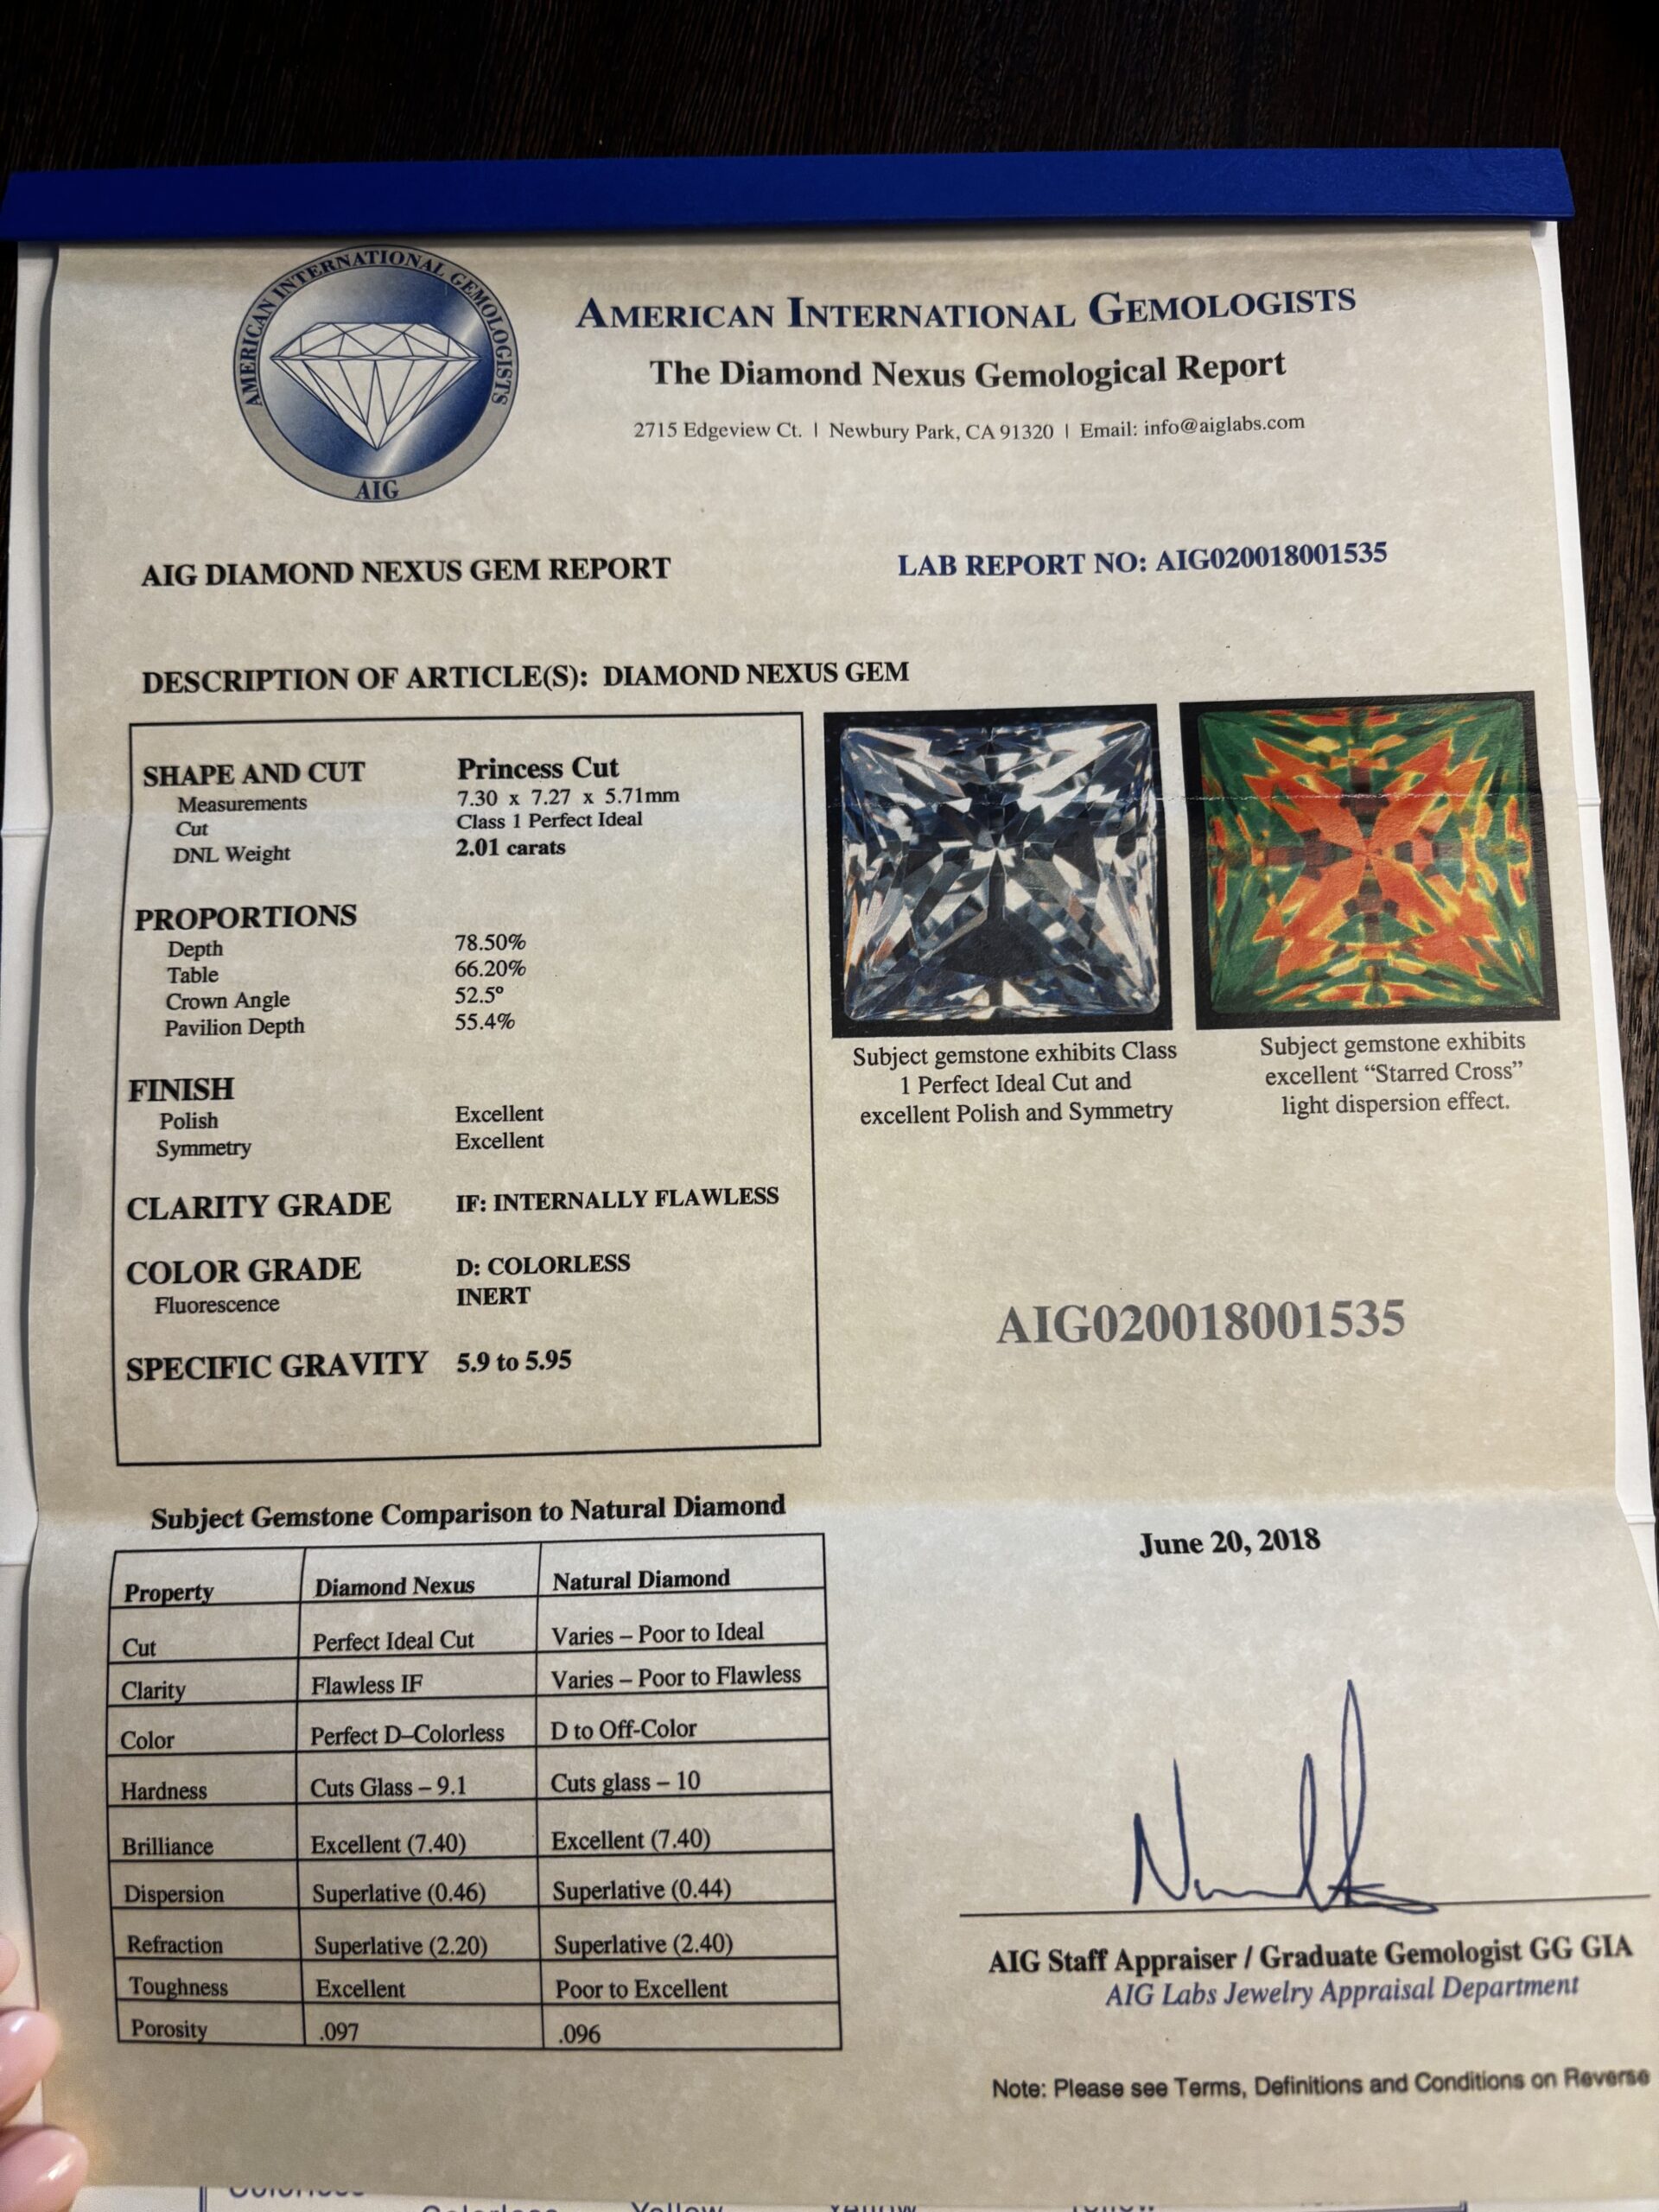 AMERICAN INTERNATIONAL GEMOLOGISTS
AIG
AMERICAN INTERNATIONAL GEMOLOGISTS
The Diamond Nexus Gemological Report
2715 Edgeview Ct. | Newbury Park, CA 91320 | Email: info@aiglabs.com
AIG DIAMOND NEXUS GEM REPORT
LAB REPORT NO: AIG020018001535
DESCRIPTION OF ARTICLE(S): DIAMOND NEXUS GEM
SHAPE AND CUT Princess Cut
Measurements 7.30 x 7.27 x 5.71mm
Cut Class 1 Perfect Ideal
DNL Weight 2.01 carats
PROPORTIONS
Depth 78.50%
Table 66.20%
Crown Angle 52.5°
Pavilion Depth 55.4%
FINISH
Polish Excellent
Symmetry Excellent
CLARITY GRADE IF: INTERNALLY FLAWLESS
COLOR GRADE D: COLORLESS
Fluorescence INERT
SPECIFIC GRAVITY 5.9 to 5.95
Subject gemstone exhibits Class
1 Perfect Ideal Cut and
excellent Polish and Symmetry
Subject gemstone exhibits
excellent “Starred Cross”
light dispersion effect.
AIG020018001535
Subject Gemstone Comparison to Natural Diamond
Property Diamond Nexus Natural Diamond
Cut Perfect Ideal Cut Varies – Poor to Ideal
Clarity Flawless IF Varies – Poor to Flawless
Color Perfect D–Colorless D to Off-Color
Hardness Cuts Glass – 9.1 Cuts glass – 10
Brilliance Excellent (7.40) Excellent (7.40)
Dispersion Superlative (0.46) Superlative (0.44)
Refraction Superlative (2.20) Superlative (2.40)
Toughness Excellent Poor to Excellent
Porosity .097 .096
June 20, 2018
AIG Staff Appraiser / Graduate Gemologist GG GIA
AIG Labs Jewelry Appraisal Department
Note: Please see Terms, Definitions and Conditions on Reverse